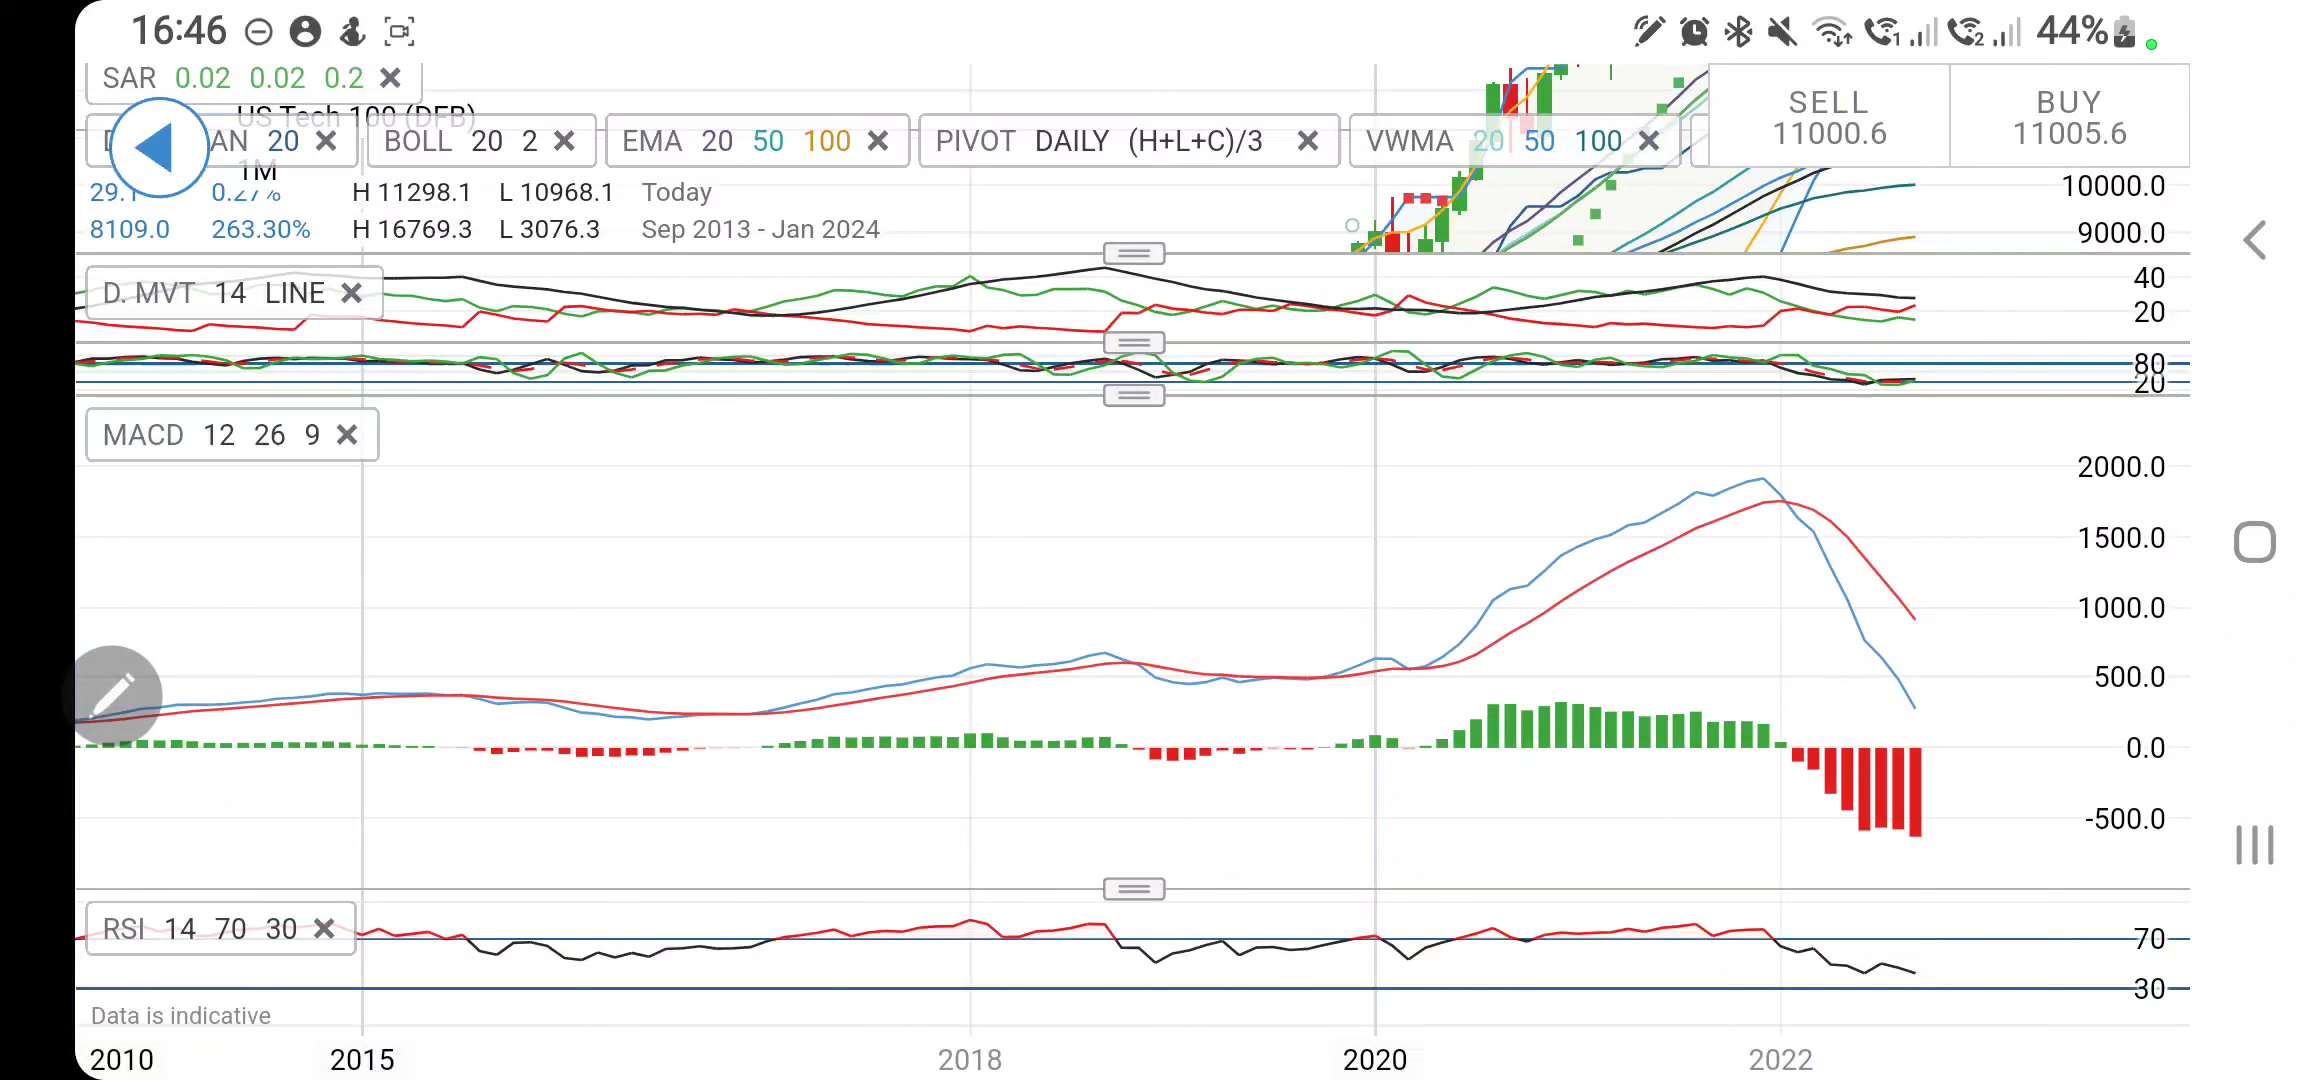 16:46 1 2 44%
SAR 0.02 0.02 0.2
US Tech 100 (DFB)
AN 20 BOLL 20 2 EMA 20 50 100 PIVOT DAILY (H+L+C)/3 VWMA 20 50 100
SELL 11000.6
BUY 11005.6
1M
0.27% H 11298.1 L 10968.1 Today
8109.0 263.30% H 16769.3 L 3076.3 Sep 2013 - Jan 2024
10000.0
9000.0
D. MVT 14 LINE
40
20
80
20
MACD 12 26 9
2000.0
1500.0
1000.0
500.0
0.0
-500.0
RSI 14 70 30
70
30
Data is indicative
2010 2015 2018 2020 2022